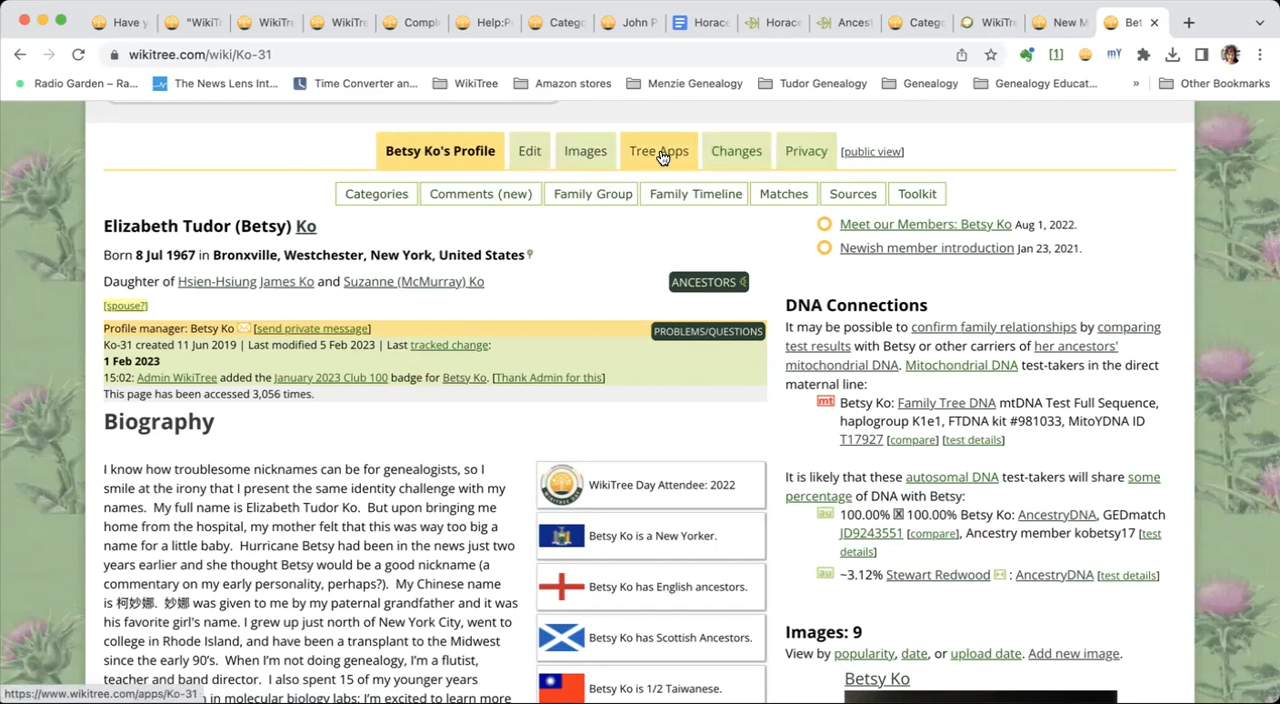 Have y "WikiTr WikiTre WikiTre Compl Help:P Catego John P Horace Horac Ancest Catego WikiTre New M Bet
wikitree.com/wiki/Ko-31
[1] mY
Radio Garden – Ra... The News Lens Int... Time Converter an... WikiTree Amazon stores Menzie Genealogy Tudor Genealogy Genealogy Genealogy Educat... » Other Bookmarks
Betsy Ko's Profile Edit Images Tree Apps Changes Privacy [public view]
Categories Comments (new) Family Group Family Timeline Matches Sources Toolkit
Elizabeth Tudor (Betsy) Ko
Born 8 Jul 1967 in Bronxville, Westchester, New York, United States
Daughter of Hsien-Hsiung James Ko and Suzanne (McMurray) Ko
ANCESTORS
[spouse?]
Profile manager: Betsy Ko [send private message]
PROBLEMS/QUESTIONS
Ko-31 created 11 Jun 2019 | Last modified 5 Feb 2023 | Last tracked change:
1 Feb 2023
15:02: Admin WikiTree added the January 2023 Club 100 badge for Betsy Ko. [Thank Admin for this]
This page has been accessed 3,056 times.
Biography
I know how troublesome nicknames can be for genealogists, so I
smile at the irony that I present the same identity challenge with my
names. My full name is Elizabeth Tudor Ko. But upon bringing me
home from the hospital, my mother felt that this was way too big a
name for a little baby. Hurricane Betsy had been in the news just two
years earlier and she thought Betsy would be a good nickname (a
commentary on my early personality, perhaps?). My Chinese name
is 柯妙娜. 妙娜 was given to me by my paternal grandfather and it was
his favorite girl's name. I grew up just north of New York City, went to
college in Rhode Island, and have been a transplant to the Midwest
since the early 90's. When I'm not doing genealogy, I'm a flutist,
teacher and band director. I also spent 15 of my younger years
in molecular biology labs; I'm excited to learn more
WikiTree Day Attendee: 2022
Betsy Ko is a New Yorker.
Betsy Ko has English ancestors.
Betsy Ko has Scottish Ancestors.
Betsy Ko is 1/2 Taiwanese.
Meet our Members: Betsy Ko Aug 1, 2022.
Newish member introduction Jan 23, 2021.
DNA Connections
It may be possible to confirm family relationships by comparing
test results with Betsy or other carriers of her ancestors'
mitochondrial DNA. Mitochondrial DNA test-takers in the direct
maternal line:
mt Betsy Ko: Family Tree DNA mtDNA Test Full Sequence,
haplogroup K1e1, FTDNA kit #981033, MitoYDNA ID
T17927 [compare] [test details]
It is likely that these autosomal DNA test-takers will share some
percentage of DNA with Betsy:
au 100.00% X 100.00% Betsy Ko: AncestryDNA, GEDmatch
JD9243551 [compare], Ancestry member kobetsy17 [test
details]
au ~3.12% Stewart Redwood : AncestryDNA [test details]
Images: 9
View by popularity, date, or upload date. Add new image.
Betsy Ko
https://www.wikitree.com/apps/Ko-31